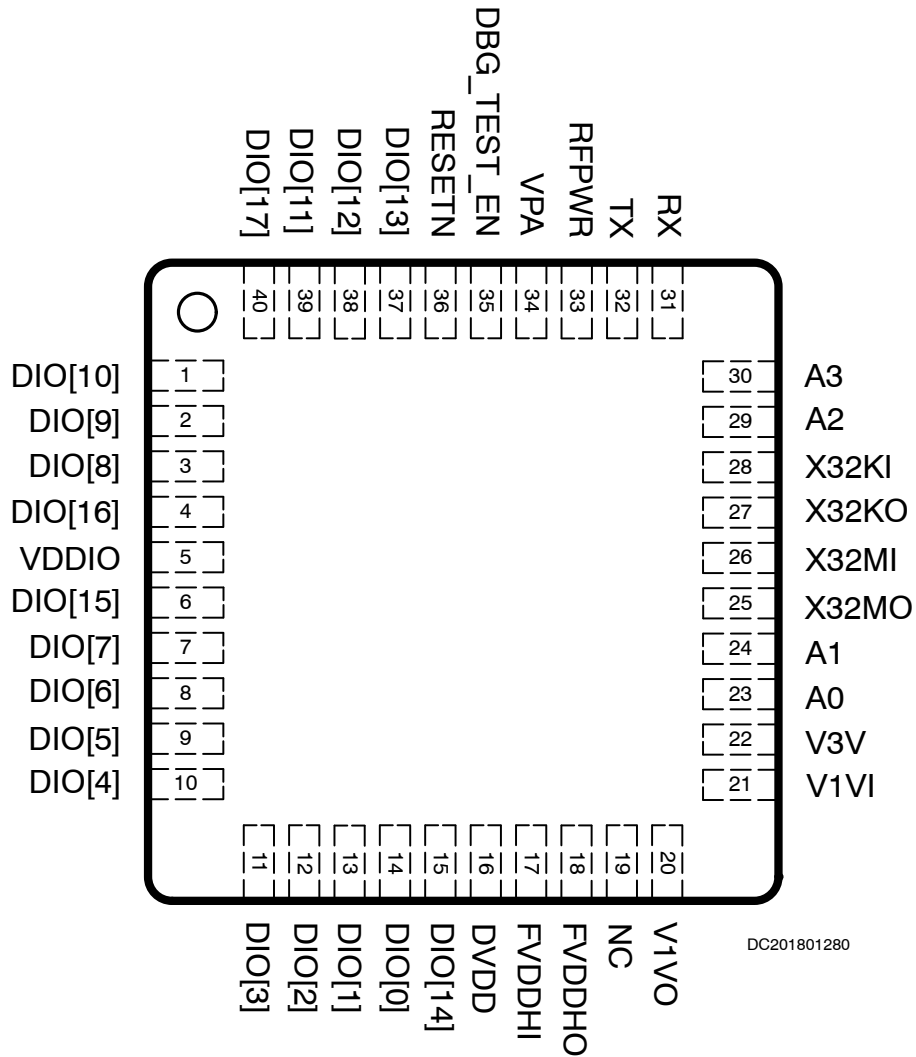 DIO[17]
DIO[11]
DIO[12]
DIO[13]
RESETN
DBG_TEST_EN
VPA
RFPWR
TX
RX
40
39
38
37
36
35
34
33
32
31
DIO[10] 1
DIO[9] 2
DIO[8] 3
DIO[16] 4
VDDIO 5
DIO[15] 6
DIO[7] 7
DIO[6] 8
DIO[5] 9
DIO[4] 10
30 A3
29 A2
28 X32KI
27 X32KO
26 X32MI
25 X32MO
24 A1
23 A0
22 V3V
21 V1VI
11
12
13
14
15
16
17
18
19
20
DIO[3]
DIO[2]
DIO[1]
DIO[0]
DIO[14]
DVDD
FVDDHI
FVDDHO
NC
V1VO
DC201801280